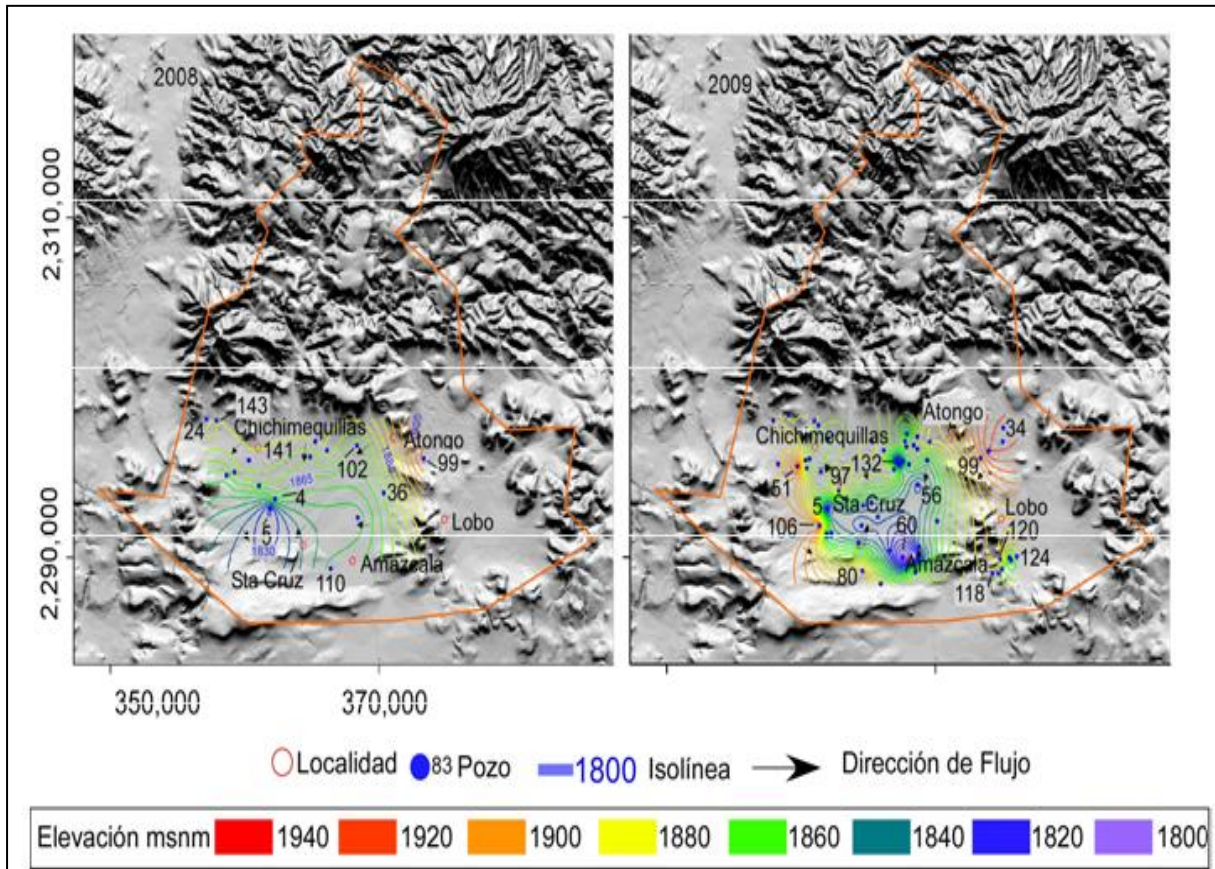 2008
2009
2,310,000
2,290,000
143
Chichimequillas
24
141
102
Atongo
99
1865
4
36
Lobo
5
1830
Sta Cruz
110
Amazcala
Atongo
34
Chichimequillas
132
99
51
97
56
5
Sta Cruz
Lobo
106
60
120
Amazcala
124
80
118
350,000
370,000
Localidad 83 Pozo 1800 Isolínea Dirección de Flujo
Elevación msnm 1940 1920 1900 1880 1860 1840 1820 1800